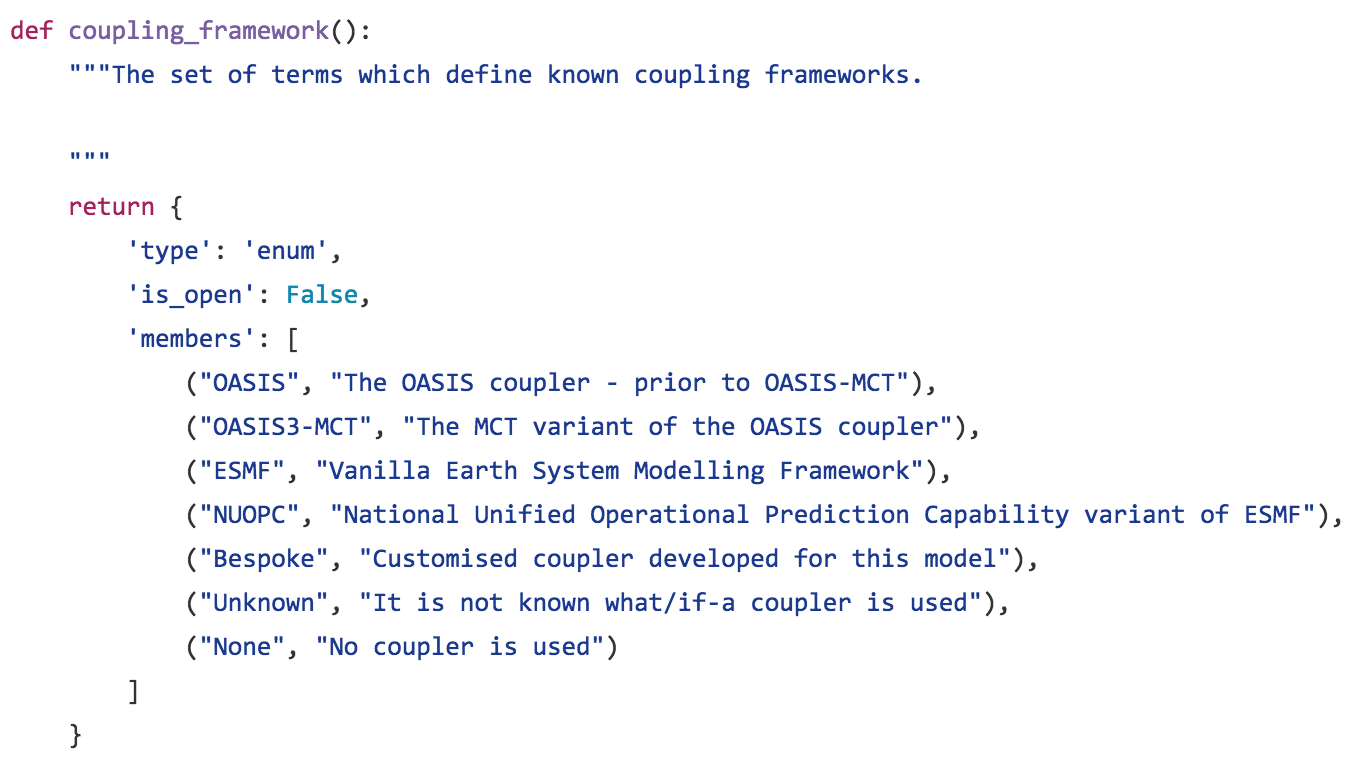 def coupling_framework():
    """The set of terms which define known coupling frameworks.

    """
    return {
        'type': 'enum',
        'is_open': False,
        'members': [
            ("OASIS", "The OASIS coupler - prior to OASIS-MCT"),
            ("OASIS3-MCT", "The MCT variant of the OASIS coupler"),
            ("ESMF", "Vanilla Earth System Modelling Framework"),
            ("NUOPC", "National Unified Operational Prediction Capability variant of ESMF"),
            ("Bespoke", "Customised coupler developed for this model"),
            ("Unknown", "It is not known what/if-a coupler is used"),
            ("None", "No coupler is used")
        ]
    }